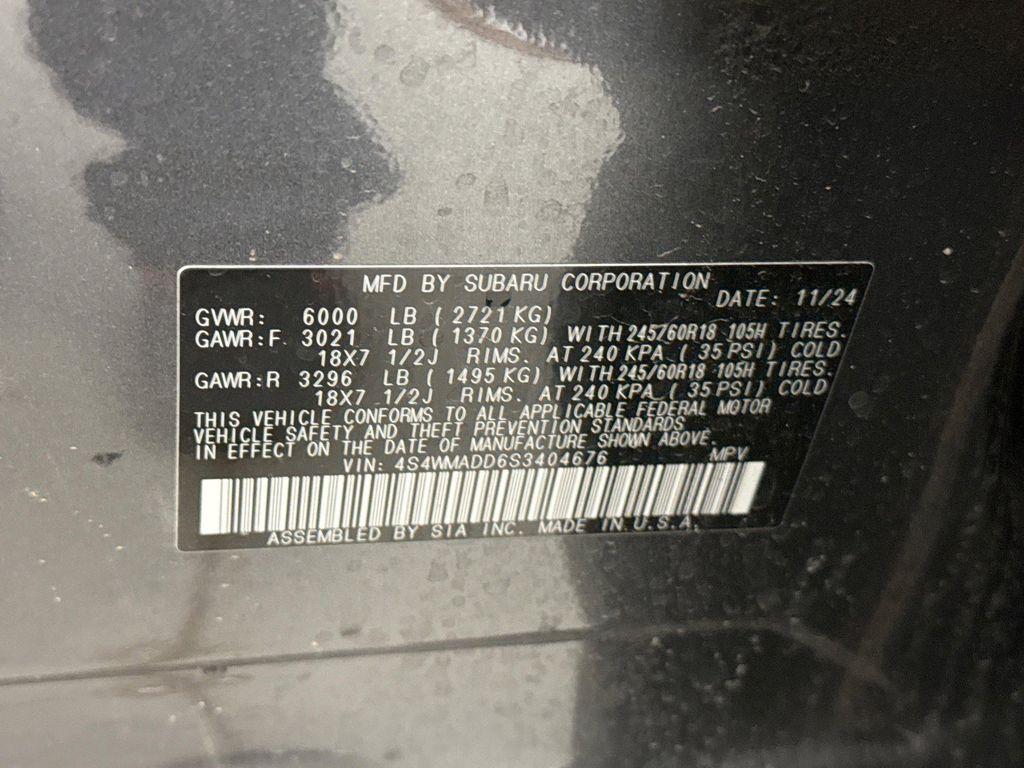 MFD BY SUBARU CORPORATION
DATE: 11/24
GVWR: 6000 LB ( 2721 KG)
GAWR:F 3021 LB ( 1370 KG) WITH 245/60R18 105H TIRES.
18X7 1/2J RIMS. AT 240 KPA ( 35 PSI) COLD
GAWR:R 3296 LB ( 1495 KG) WITH 245/60R18 105H TIRES.
18X7 1/2J RIMS. AT 240 KPA ( 35 PSI) COLD
THIS VEHICLE CONFORMS TO ALL APPLICABLE FEDERAL MOTOR
VEHICLE SAFETY AND THEFT PREVENTION STANDARDS
IN EFFECT ON THE DATE OF MANUFACTURE SHOWN ABOVE.
VIN: 4S4WMADD6S3404676 MPV
ASSEMBLED BY SIA INC. MADE IN U.S.A.